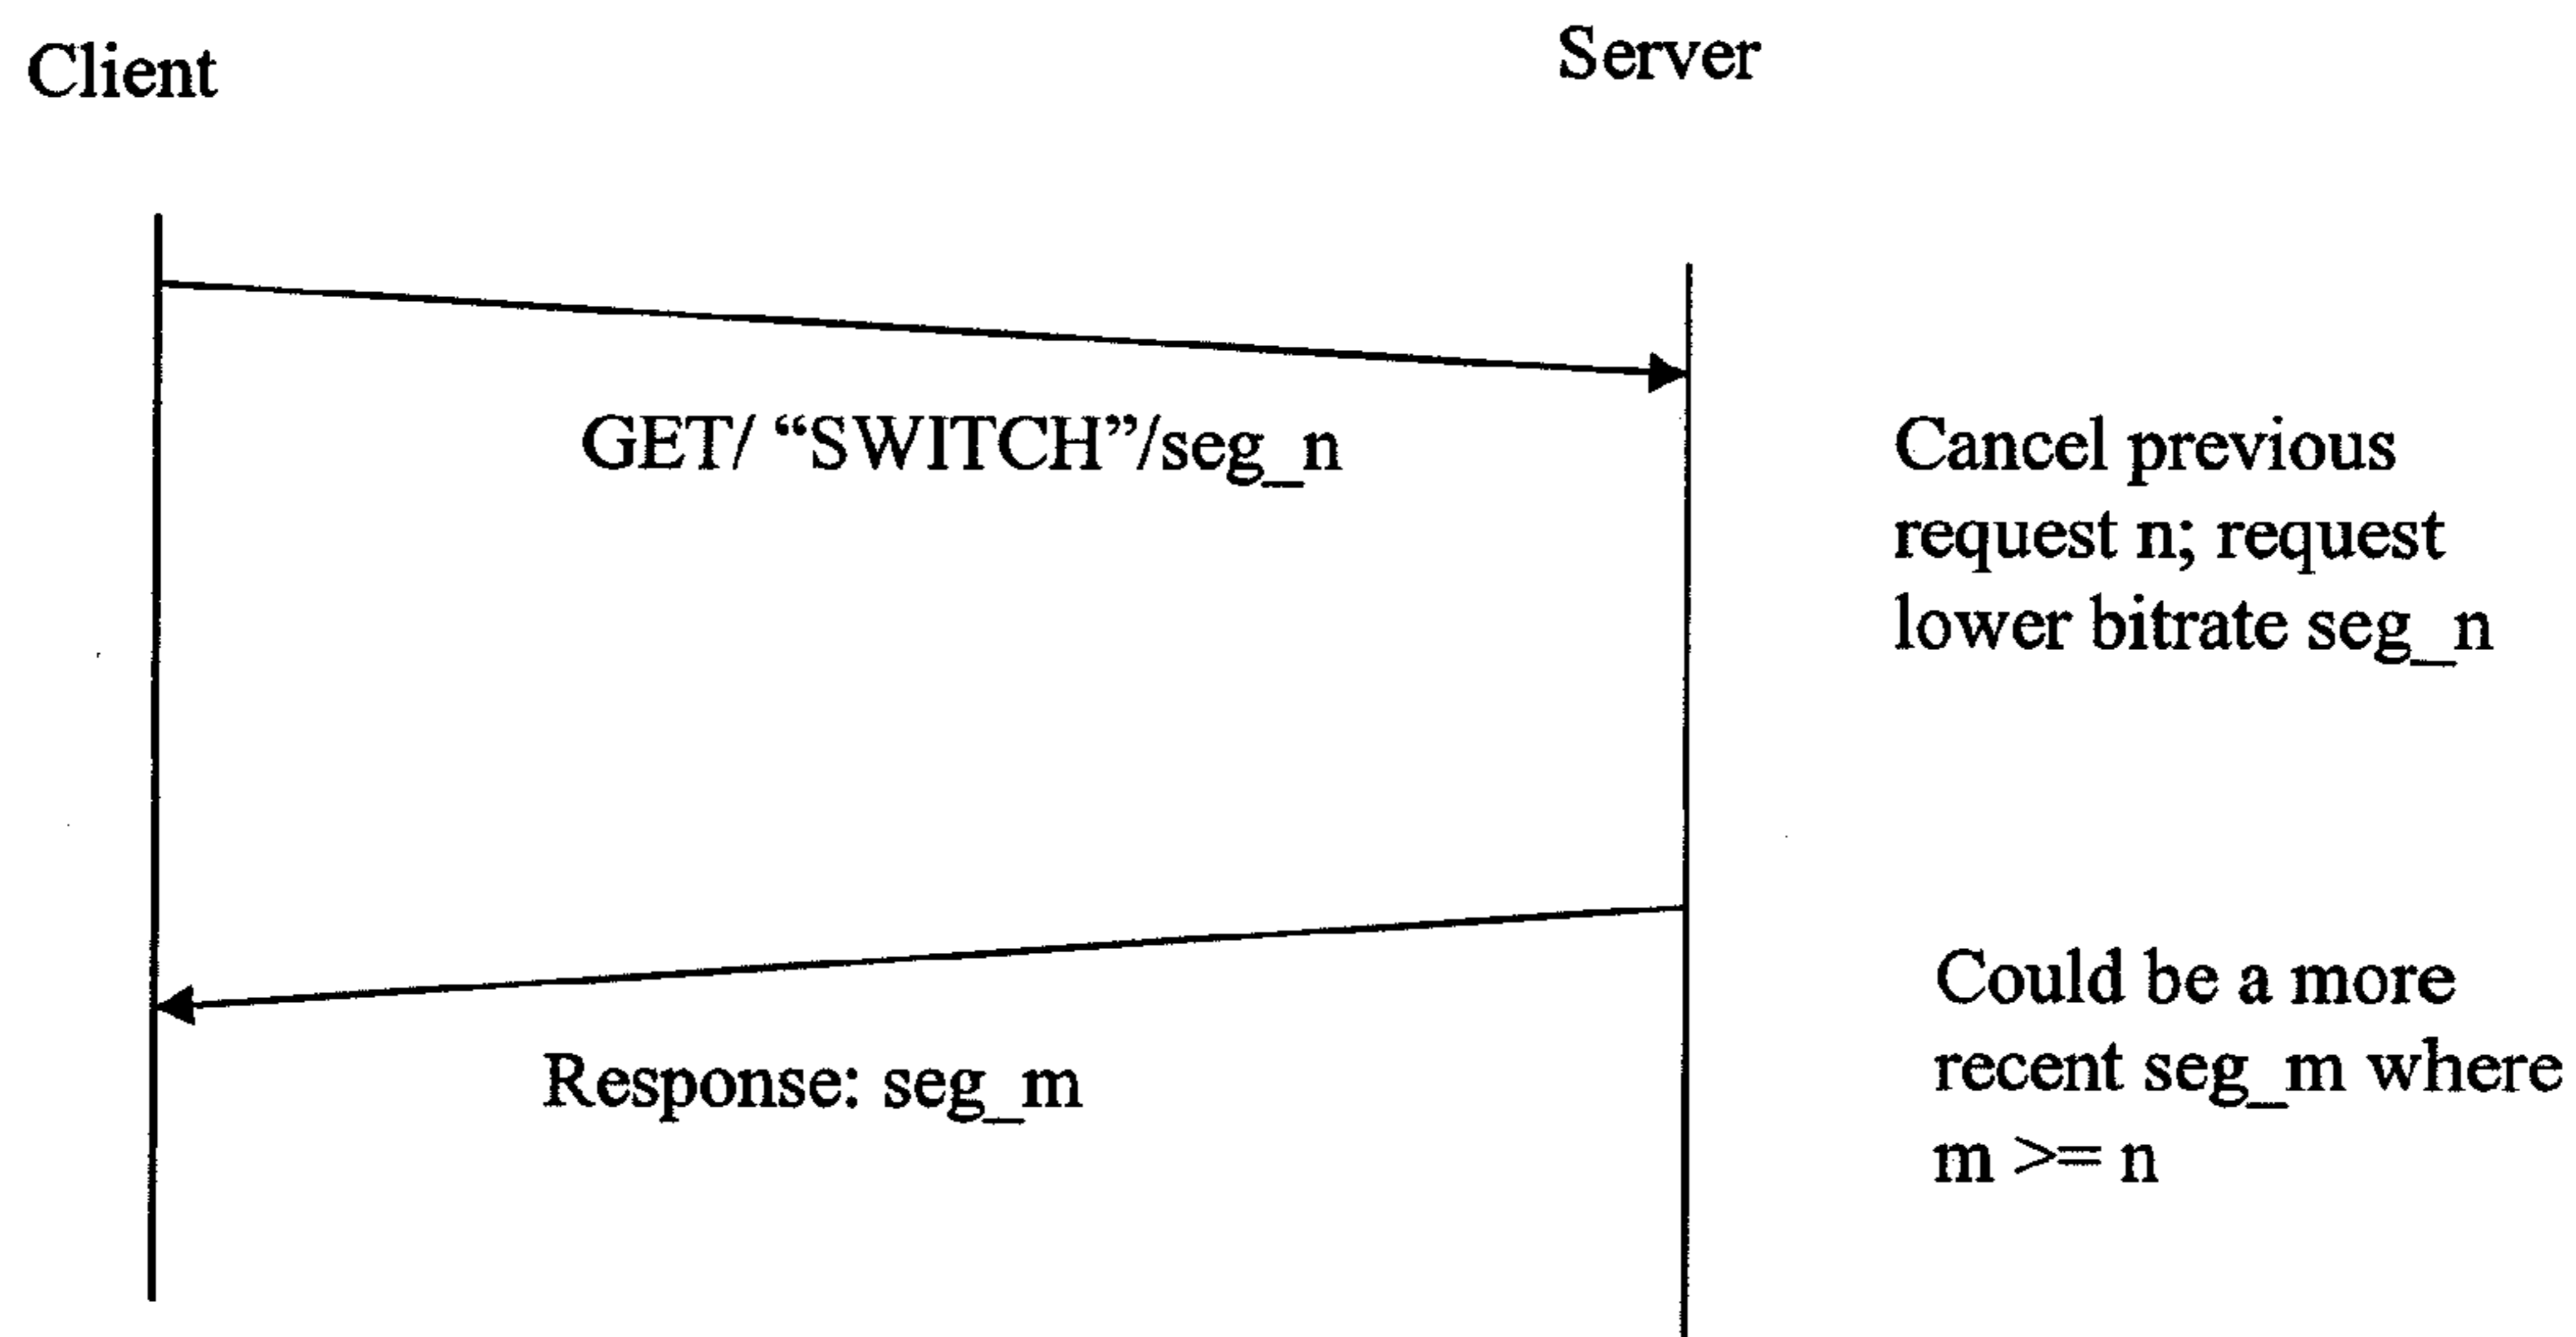 Client
Server
GET/ “SWITCH”/seg_n
Cancel previous
request n; request
lower bitrate seg_n
Response: seg_m
Could be a more
recent seg_m where
m >= n